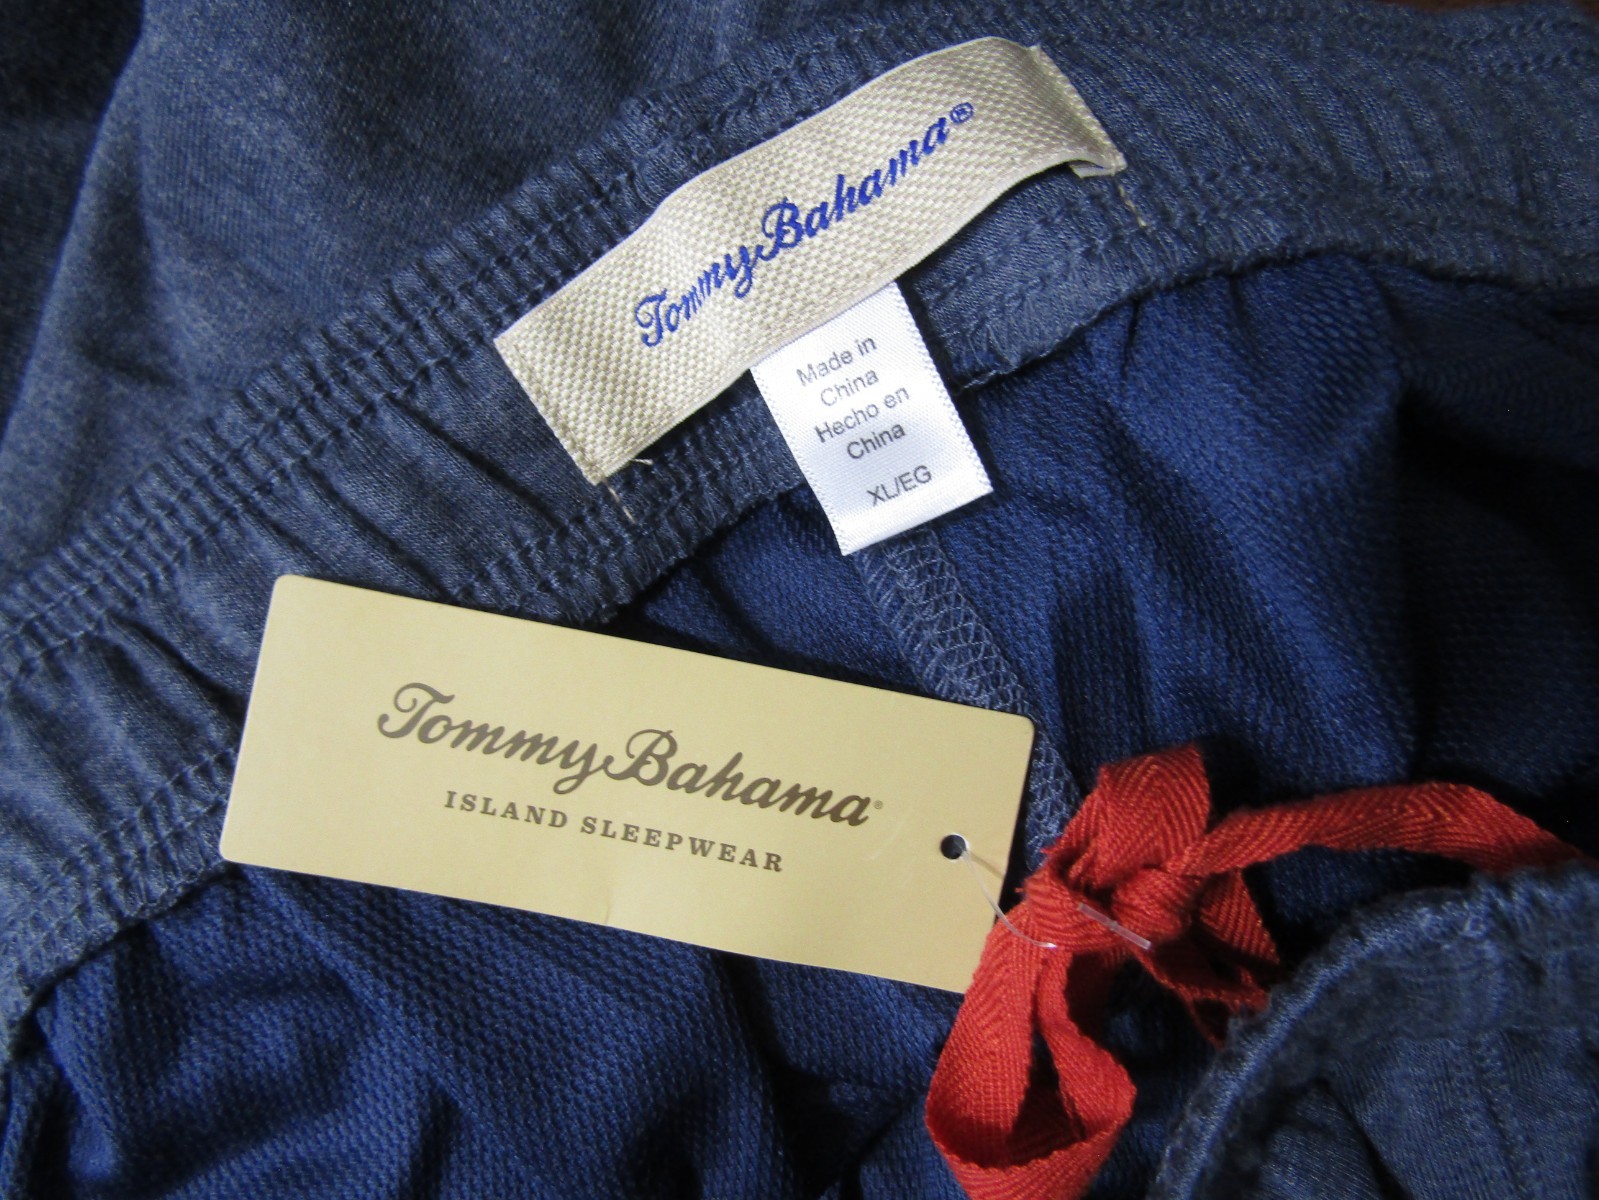 Tommy Bahama®
Made in
China
Hecho en
China
XL/EG
Tommy Bahama®
ISLAND SLEEPWEAR